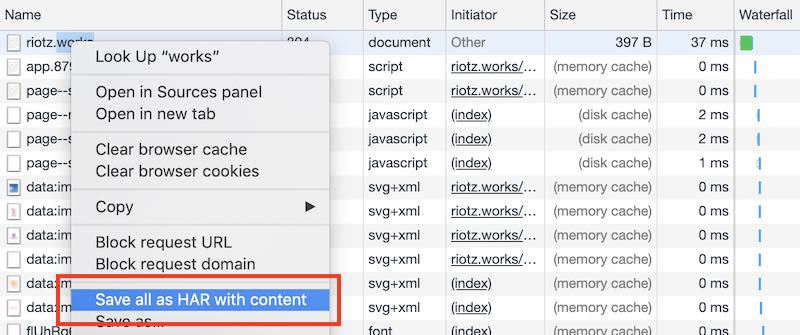 Name Status Type Initiator Size Time Waterfall
riotz.works 304 document Other 397 B 37 ms
Look Up “works”
app.879 script riotz.works/… (memory cache) 0 ms
page--s script riotz.works/… (memory cache) 0 ms
Open in Sources panel
Open in new tab
page--r javascript (index) (disk cache) 2 ms
page--s javascript (index) (disk cache) 2 ms
Clear browser cache
page--s javascript (index) (disk cache) 1 ms
Clear browser cookies
data:im svg+xml riotz.works/… (memory cache) 0 ms
Copy
data:im svg+xml riotz.works/… (memory cache) 0 ms
data:im svg+xml riotz.works/… (memory cache) 0 ms
Block request URL
data:im svg+xml riotz.works/… (memory cache) 0 ms
Block request domain
data:im svg+xml (index) (memory cache) 0 ms
Save all as HAR with content
data:im svg+xml (index) (memory cache) 0 ms
Save as...
font (index) (memory cache) 0 ms